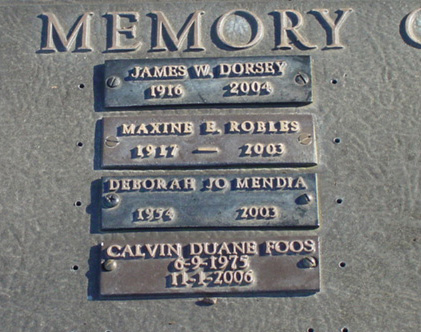 MEMORY
JAMES W. DORSEY
1916 2004
MAXINE B. ROBLES
1917 — 2003
DEBORAH JO MENDIA
1954 2003
CALVIN DUANE FOOS
6-9-1975
11-1-2006